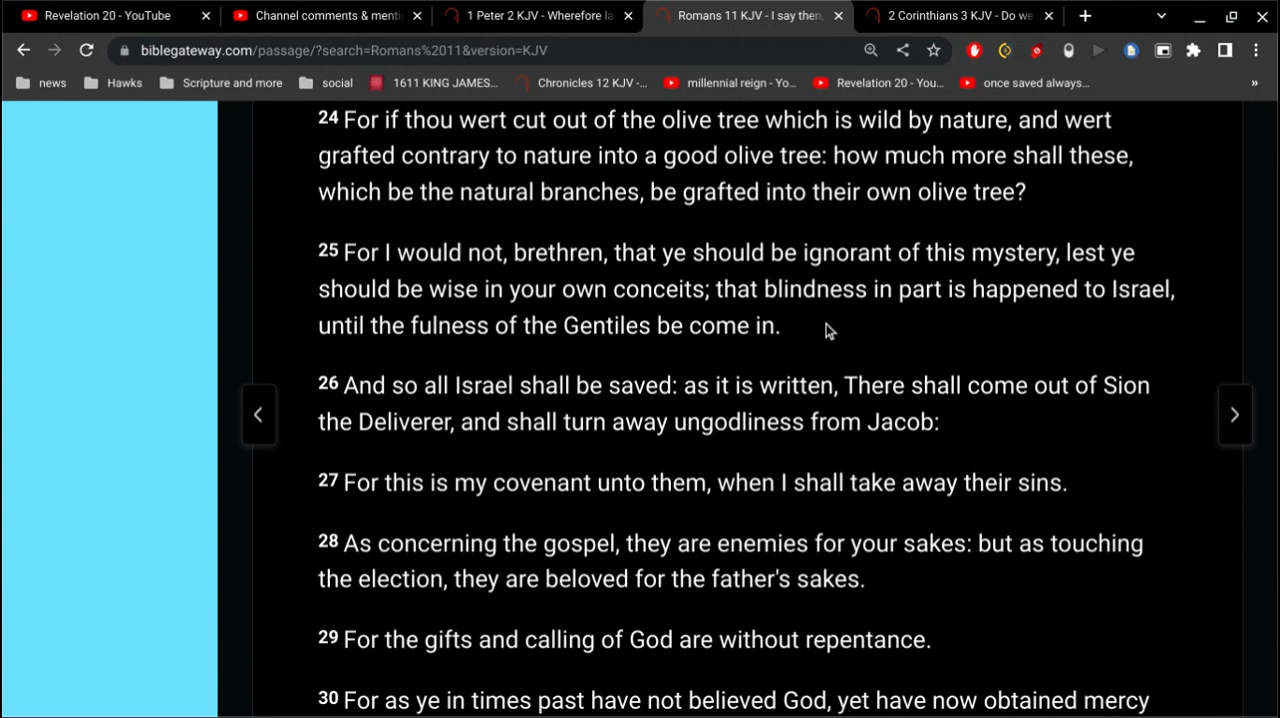 Revelation 20 - YouTube
Channel comments & menti
1 Peter 2 KJV - Wherefore la
Romans 11 KJV - I say then,
2 Corinthians 3 KJV - Do we
biblegateway.com/passage/?search=Romans%2011&version=KJV
news
Hawks
Scripture and more
social
1611 KING JAMES...
Chronicles 12 KJV -...
millennial reign - Yo...
Revelation 20 - You...
once saved always...
»
24 For if thou wert cut out of the olive tree which is wild by nature, and wert
grafted contrary to nature into a good olive tree: how much more shall these,
which be the natural branches, be grafted into their own olive tree?
25 For I would not, brethren, that ye should be ignorant of this mystery, lest ye
should be wise in your own conceits; that blindness in part is happened to Israel,
until the fulness of the Gentiles be come in.
26 And so all Israel shall be saved: as it is written, There shall come out of Sion
the Deliverer, and shall turn away ungodliness from Jacob:
27 For this is my covenant unto them, when I shall take away their sins.
28 As concerning the gospel, they are enemies for your sakes: but as touching
the election, they are beloved for the father's sakes.
29 For the gifts and calling of God are without repentance.
30 For as ye in times past have not believed God, yet have now obtained mercy